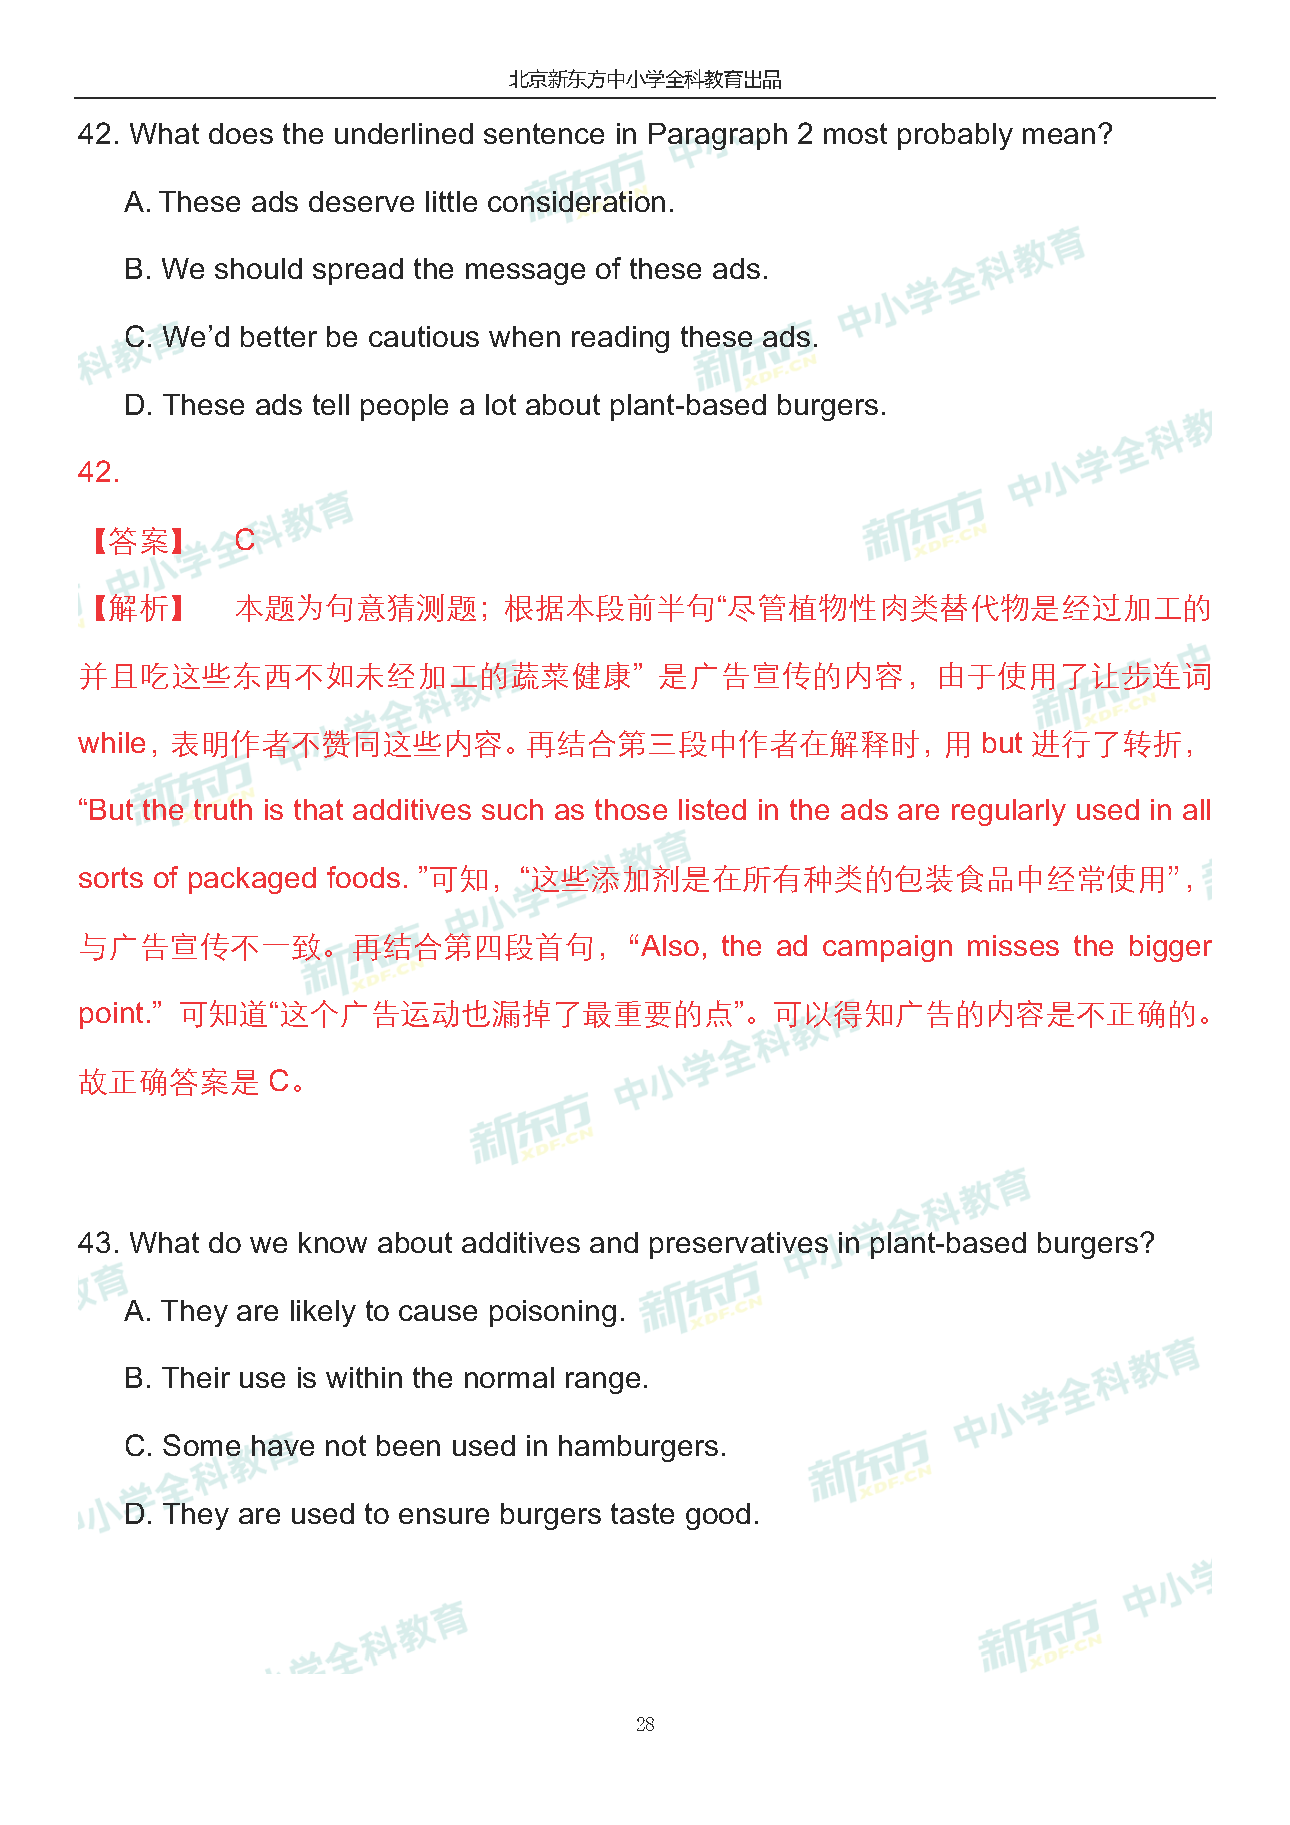 北京新东方中小学全科教育出品
42. What does the underlined sentence in Paragraph 2 most probably mean?
A. These ads deserve little consideration.
B. We should spread the message of these ads.
C. We’d better be cautious when reading these ads.
D. These ads tell people a lot about plant-based burgers.
42.
【答案】 C
【解析】 本题为句意猜测题；根据本段前半句“尽管植物性肉类替代物是经过加工的
并且吃这些东西不如未经加工的蔬菜健康”是广告宣传的内容，由于使用了让步连词
while，表明作者不赞同这些内容。再结合第三段中作者在解释时，用 but 进行了转折，
“But the truth is that additives such as those listed in the ads are regularly used in all
sorts of packaged foods. ”可知，“这些添加剂是在所有种类的包装食品中经常使用”，
与广告宣传不一致。再结合第四段首句，“Also, the ad campaign misses the bigger
point.”可知道“这个广告运动也漏掉了最重要的点”。可以得知广告的内容是不正确的。
故正确答案是 C。
43. What do we know about additives and preservatives in plant-based burgers?
A. They are likely to cause poisoning.
B. Their use is within the normal range.
C. Some have not been used in hamburgers.
D. They are used to ensure burgers taste good.
28